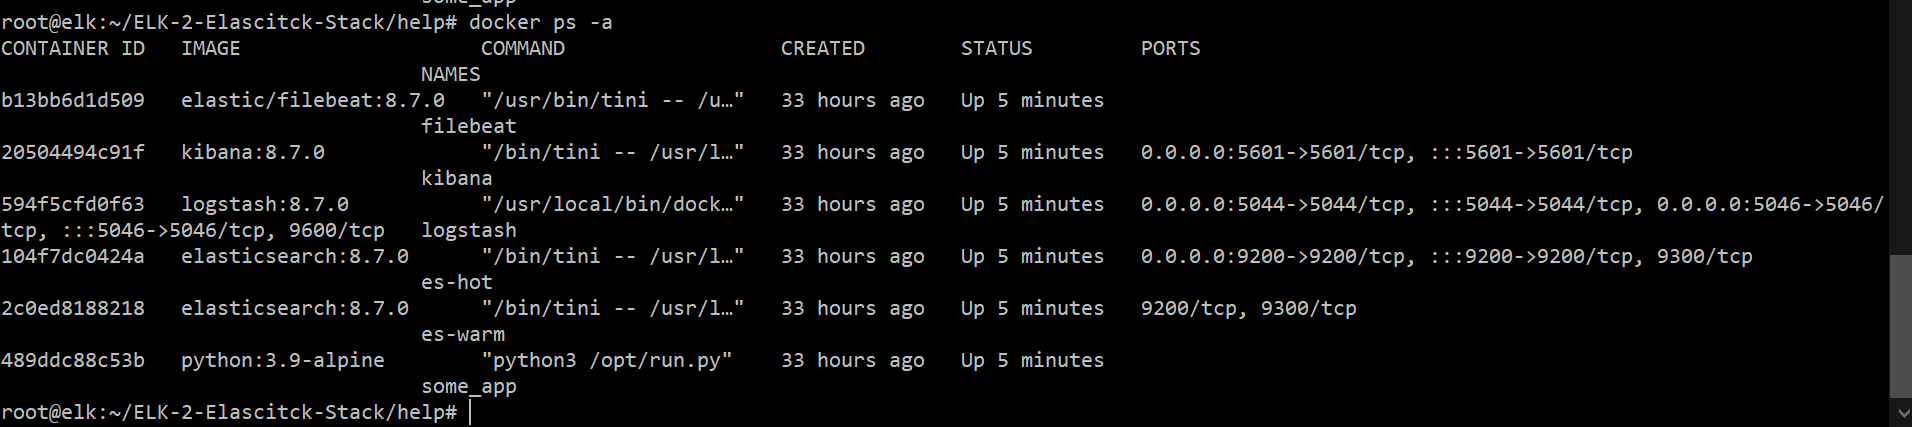 some_app
root@elk:~/ELK-2-Elascitck-Stack/help# docker ps -a
CONTAINER ID   IMAGE                    COMMAND                  CREATED         STATUS         PORTS
                                   NAMES
b13bb6d1d509   elastic/filebeat:8.7.0   "/usr/bin/tini -- /u…"   33 hours ago   Up 5 minutes
                                   filebeat
20504494c91f   kibana:8.7.0             "/bin/tini -- /usr/l…"   33 hours ago   Up 5 minutes   0.0.0.0:5601->5601/tcp, :::5601->5601/tcp
                                   kibana
594f5cfd0f63   logstash:8.7.0           "/usr/local/bin/dock…"   33 hours ago   Up 5 minutes   0.0.0.0:5044->5044/tcp, :::5044->5044/tcp, 0.0.0.0:5046->5046/
tcp, :::5046->5046/tcp, 9600/tcp   logstash
104f7dc0424a   elasticsearch:8.7.0      "/bin/tini -- /usr/l…"   33 hours ago   Up 5 minutes   0.0.0.0:9200->9200/tcp, :::9200->9200/tcp, 9300/tcp
                                   es-hot
2c0ed8188218   elasticsearch:8.7.0      "/bin/tini -- /usr/l…"   33 hours ago   Up 5 minutes   9200/tcp, 9300/tcp
                                   es-warm
489ddc88c53b   python:3.9-alpine        "python3 /opt/run.py"    33 hours ago   Up 5 minutes
                                   some_app
root@elk:~/ELK-2-Elascitck-Stack/help#